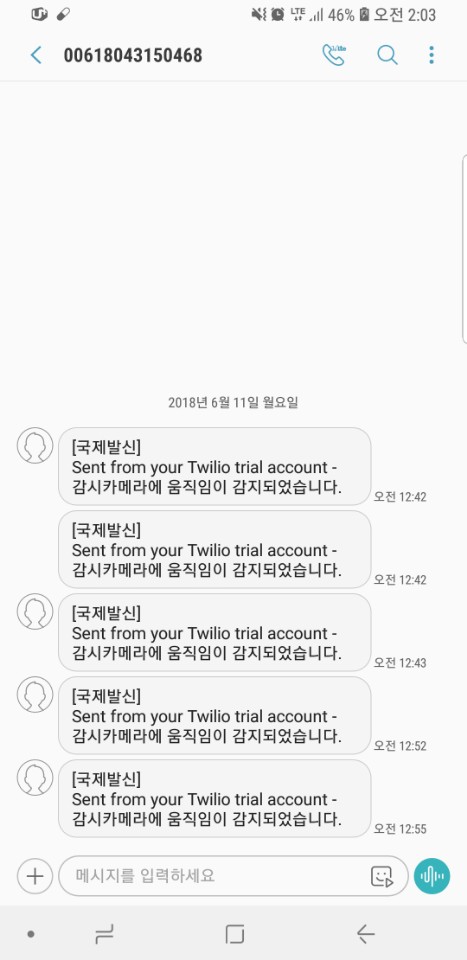 LTE 46% 오전 2:03
00618043150468
2018년 6월 11일 월요일
[국제발신]
Sent from your Twilio trial account -
감시카메라에 움직임이 감지되었습니다.
오전 12:42
[국제발신]
Sent from your Twilio trial account -
감시카메라에 움직임이 감지되었습니다.
오전 12:42
[국제발신]
Sent from your Twilio trial account -
감시카메라에 움직임이 감지되었습니다.
오전 12:43
[국제발신]
Sent from your Twilio trial account -
감시카메라에 움직임이 감지되었습니다.
오전 12:52
[국제발신]
Sent from your Twilio trial account -
감시카메라에 움직임이 감지되었습니다.
오전 12:55
메시지를 입력하세요